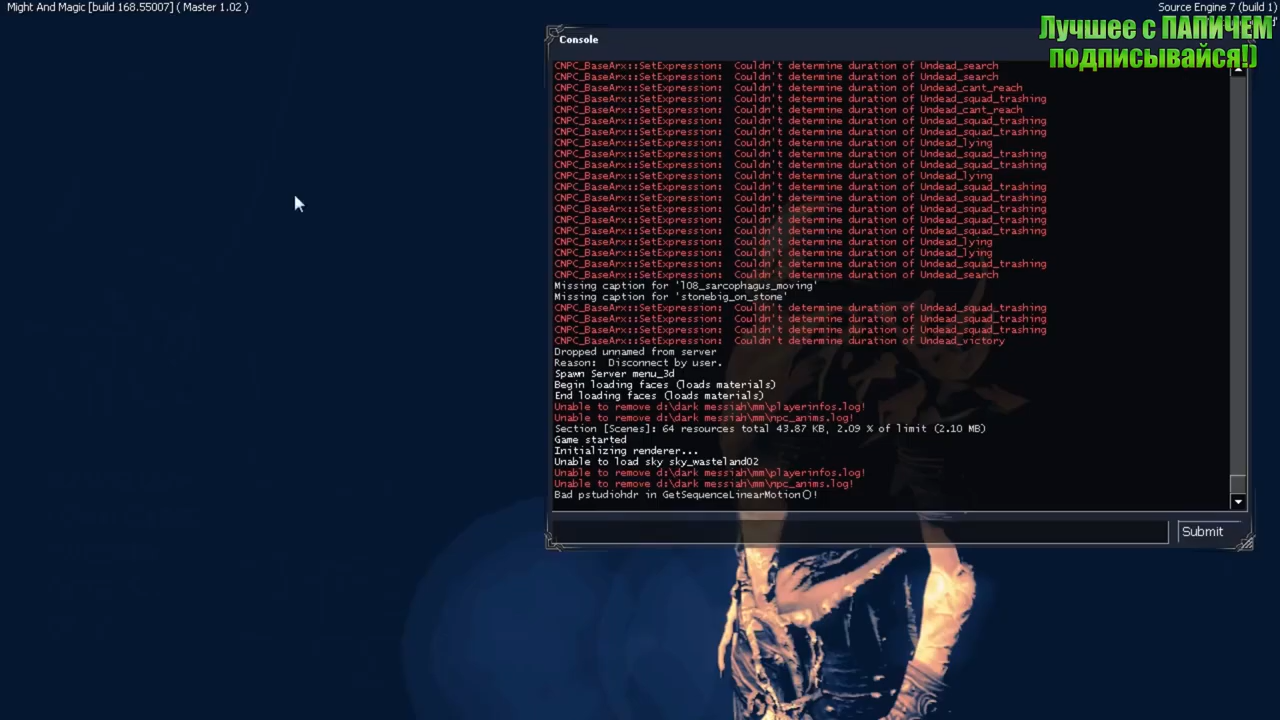 Might And Magic [build 168.55007] ( Master 1.02 )
Source Engine 7 (build 1)
Лучшее с ПАПИЧЕМ
подписывайся!)
Console
CNPC_BaseArx::SetExpression: Couldn't determine duration of Undead_search
CNPC_BaseArx::SetExpression: Couldn't determine duration of Undead_search
CNPC_BaseArx::SetExpression: Couldn't determine duration of Undead_cant_reach
CNPC_BaseArx::SetExpression: Couldn't determine duration of Undead_squad_trashing
CNPC_BaseArx::SetExpression: Couldn't determine duration of Undead_cant_reach
CNPC_BaseArx::SetExpression: Couldn't determine duration of Undead_squad_trashing
CNPC_BaseArx::SetExpression: Couldn't determine duration of Undead_squad_trashing
CNPC_BaseArx::SetExpression: Couldn't determine duration of Undead_lying
CNPC_BaseArx::SetExpression: Couldn't determine duration of Undead_squad_trashing
CNPC_BaseArx::SetExpression: Couldn't determine duration of Undead_squad_trashing
CNPC_BaseArx::SetExpression: Couldn't determine duration of Undead_lying
CNPC_BaseArx::SetExpression: Couldn't determine duration of Undead_squad_trashing
CNPC_BaseArx::SetExpression: Couldn't determine duration of Undead_squad_trashing
CNPC_BaseArx::SetExpression: Couldn't determine duration of Undead_squad_trashing
CNPC_BaseArx::SetExpression: Couldn't determine duration of Undead_squad_trashing
CNPC_BaseArx::SetExpression: Couldn't determine duration of Undead_squad_trashing
CNPC_BaseArx::SetExpression: Couldn't determine duration of Undead_lying
CNPC_BaseArx::SetExpression: Couldn't determine duration of Undead_lying
CNPC_BaseArx::SetExpression: Couldn't determine duration of Undead_squad_trashing
CNPC_BaseArx::SetExpression: Couldn't determine duration of Undead_search
Missing caption for 'l08_sarcophagus_moving'
Missing caption for 'stonebig_on_stone'
CNPC_BaseArx::SetExpression: Couldn't determine duration of Undead_squad_trashing
CNPC_BaseArx::SetExpression: Couldn't determine duration of Undead_squad_trashing
CNPC_BaseArx::SetExpression: Couldn't determine duration of Undead_squad_trashing
CNPC_BaseArx::SetExpression: Couldn't determine duration of Undead_victory
Dropped unnamed from server
Reason: Disconnect by user.
Spawn Server menu_3d
Begin loading faces (loads materials)
End loading faces (loads materials)
Unable to remove d:\dark messiah\mm\playerinfos.log!
Unable to remove d:\dark messiah\mm\npc_anims.log!
Section [Scenes]: 64 resources total 43.87 KB, 2.09 % of limit (2.10 MB)
Game started
Initializing renderer...
Unable to load sky sky_wasteland02
Unable to remove d:\dark messiah\mm\playerinfos.log!
Unable to remove d:\dark messiah\mm\npc_anims.log!
Bad pstudiohdr in GetSequenceLinearMotion()!
Submit